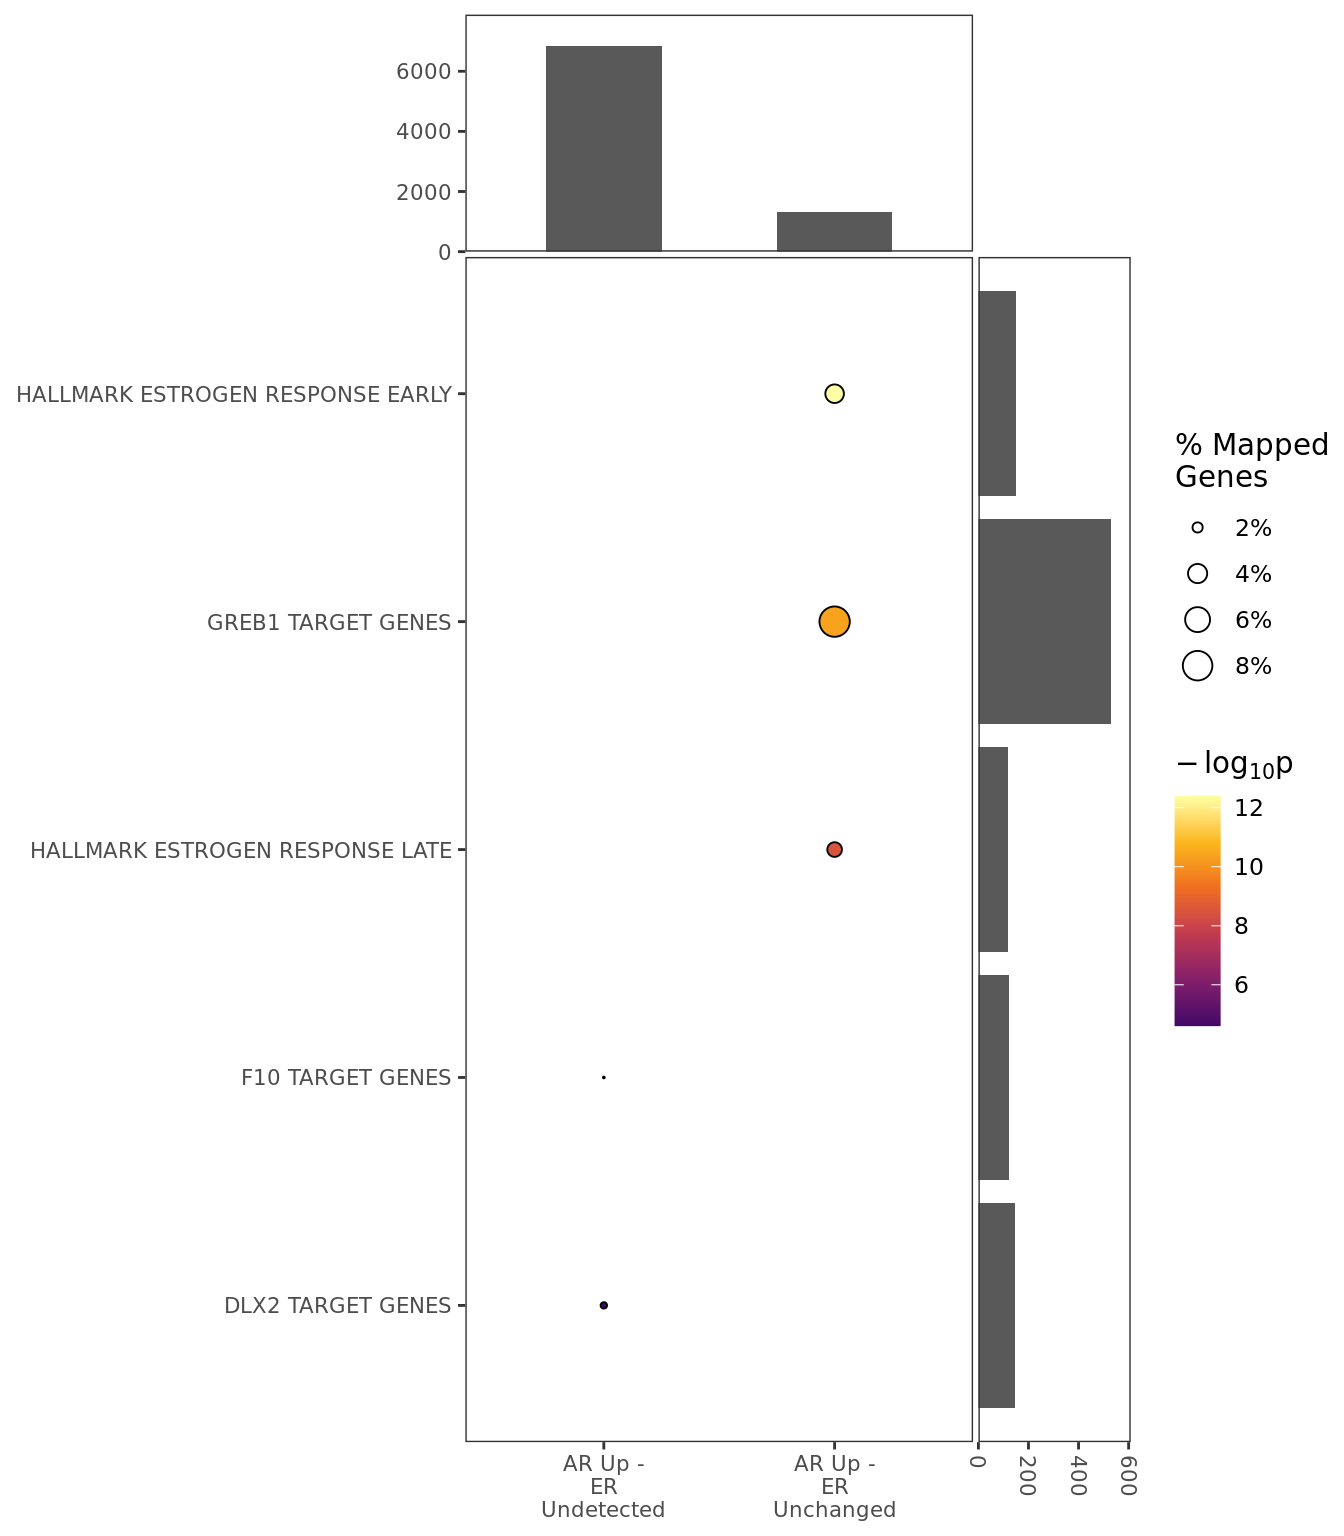 6000
4000
2000
0
HALLMARK ESTROGEN RESPONSE EARLY
GREB1 TARGET GENES
HALLMARK ESTROGEN RESPONSE LATE
F10 TARGET GENES
DLX2 TARGET GENES
AR Up -
ER
Undetected
AR Up -
ER
Unchanged
0
200
400
600
% Mapped
Genes
2%
4%
6%
8%
− log₁₀p
12
10
8
6